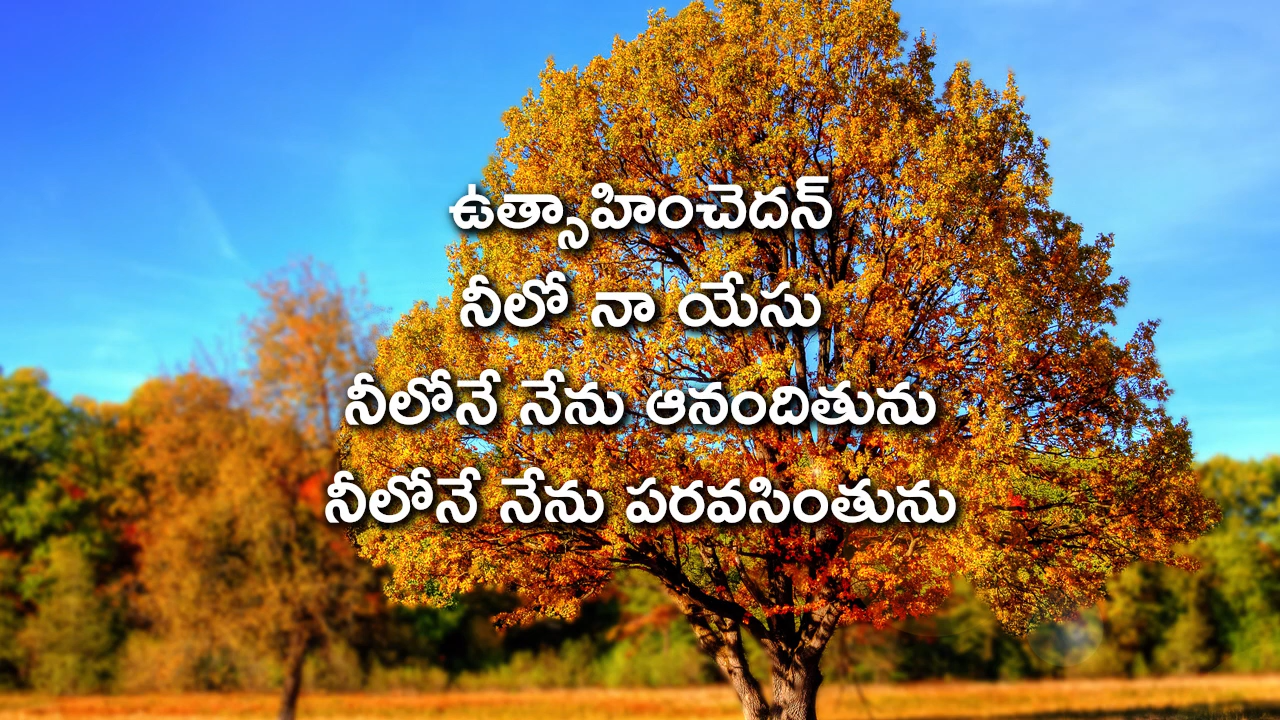 ఉత్సాహించెదన్
నీలో నా యేసు
నీలోనే నేను ఆనందితును
నీలోనే నేను పరవసింతును